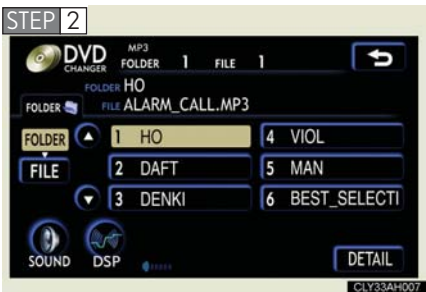 STEP 2
DVD CHANGER
MP3
FOLDER 1 FILE 1
FOLDER HO
FOLDER FILE ALARM_CALL.MP3
FOLDER 1 HO 4 VIOL
FILE 2 DAFT 5 MAN
3 DENKI 6 BEST_SELECTI
SOUND DSP DETAIL
CLY33AH007